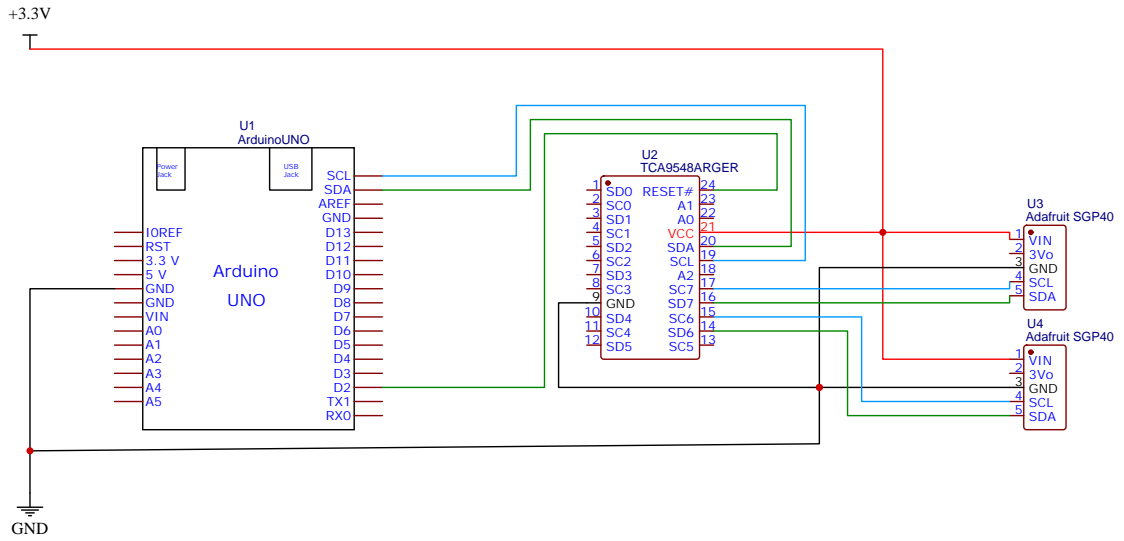 +3.3V
U1
ArduinoUNO
Power
Jack
USB
Jack
SCL
SDA
AREF
GND
D13
D12
D11
D10
D9
D8
D7
D6
D5
D4
D3
D2
TX1
RX0
IOREF
RST
3.3 V
5 V
GND
GND
VIN
A0
A1
A2
A3
A4
A5
Arduino
UNO
GND
U2
TCA9548ARGER
1 SD0
2 SC0
3 SD1
4 SC1
5 SD2
6 SC2
7 SD3
8 SC3
9 GND
10 SD4
11 SC4
12 SD5
RESET# 24
A1 23
A0 22
VCC 21
SDA 20
SCL 19
A2 18
SC7 17
SD7 16
SC6 15
SD6 14
SC5 13
U3
Adafruit SGP40
1 VIN
2 3Vo
3 GND
4 SCL
5 SDA
U4
Adafruit SGP40
1 VIN
2 3Vo
3 GND
4 SCL
5 SDA